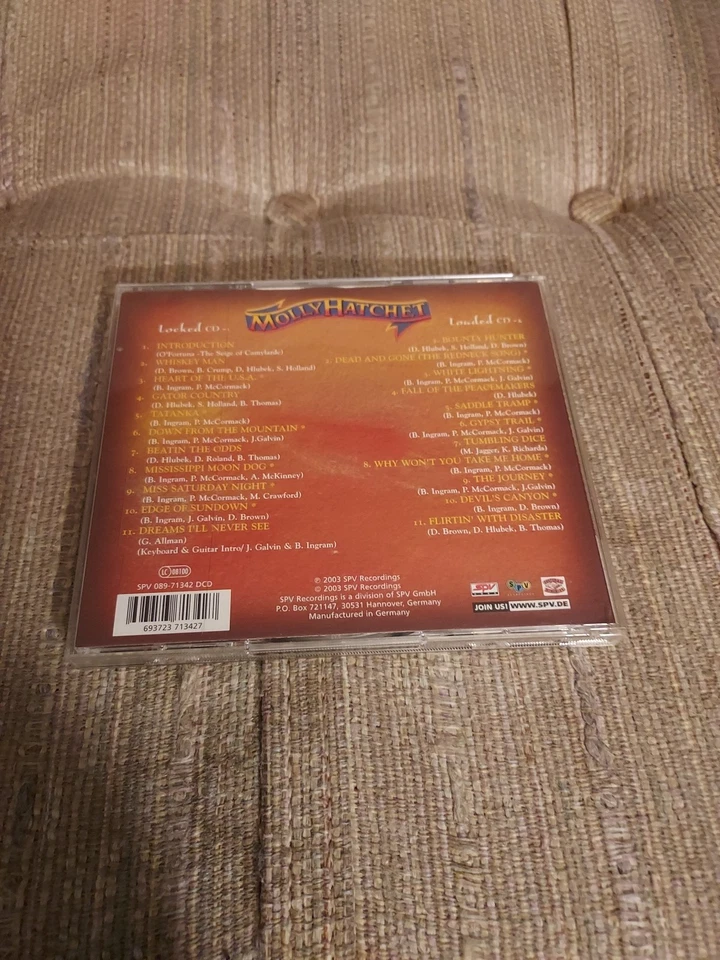 MOLLY HATCHET
Locked CD-1
1. INTRODUCTION
(O'Fortuna -The Seige of Camylarde)
2. WHISKEY MAN
(D. Brown, B. Crump, D. Hlubek, S. Holland)
3. HEART OF THE U.S.A. *
(B. Ingram, P. McCormack)
4. GATOR COUNTRY
(D. Hlubek, S. Holland, B. Thomas)
5. TATANKA *
(B. Ingram, P. McCormack)
6. DOWN FROM THE MOUNTAIN *
(B. Ingram, P. McCormack, J.Galvin)
7. BEATIN THE ODDS
(D. Hlubek, D. Roland, B. Thomas)
8. MISSISSIPPI MOON DOG *
(B. Ingram, P. McCormack, A. McKinney)
9. MISS SATURDAY NIGHT *
(B. Ingram, P. McCormack, M. Crawford)
10. EDGE OF SUNDOWN *
(B. Ingram, J. Galvin, D. Brown)
11. DREAMS I'LL NEVER SEE
(G. Allman)
(Keyboard & Guitar Intro/ J. Galvin & B. Ingram)
Loaded CD-2
1. BOUNTY HUNTER
(D. Hlubek, S. Holland, D. Brown)
2. DEAD AND GONE (THE REDNECK SONG) *
(B. Ingram, P. McCormack)
3. WHITE LIGHTNING *
(B. Ingram, P. McCormack, J. Galvin)
4. FALL OF THE PEACEMAKERS
(D. Hlubek)
5. SADDLE TRAMP *
(B. Ingram, P. McCormack)
6. GYPSY TRAIL *
(B. Ingram, P. McCormack, J. Galvin)
7. TUMBLING DICE
(M. Jagger, K. Richards)
8. WHY WON'T YOU TAKE ME HOME *
(B. Ingram, P. McCormack)
9. THE JOURNEY *
(B. Ingram, P. McCormack, J.Galvin)
10. DEVIL'S CANYON *
(B. Ingram, D. Brown)
11. FLIRTIN' WITH DISASTER
(D. Brown, D. Hlubek, B. Thomas)
LC 08100
SPV 089-71342 DCD
693723 713427
℗ 2003 SPV Recordings
© 2003 SPV Recordings
SPV Recordings is a division of SPV GmbH
P.O. Box 721147, 30531 Hannover, Germany
Manufactured in Germany
SPV
SPV
JOIN US! WWW.SPV.DE